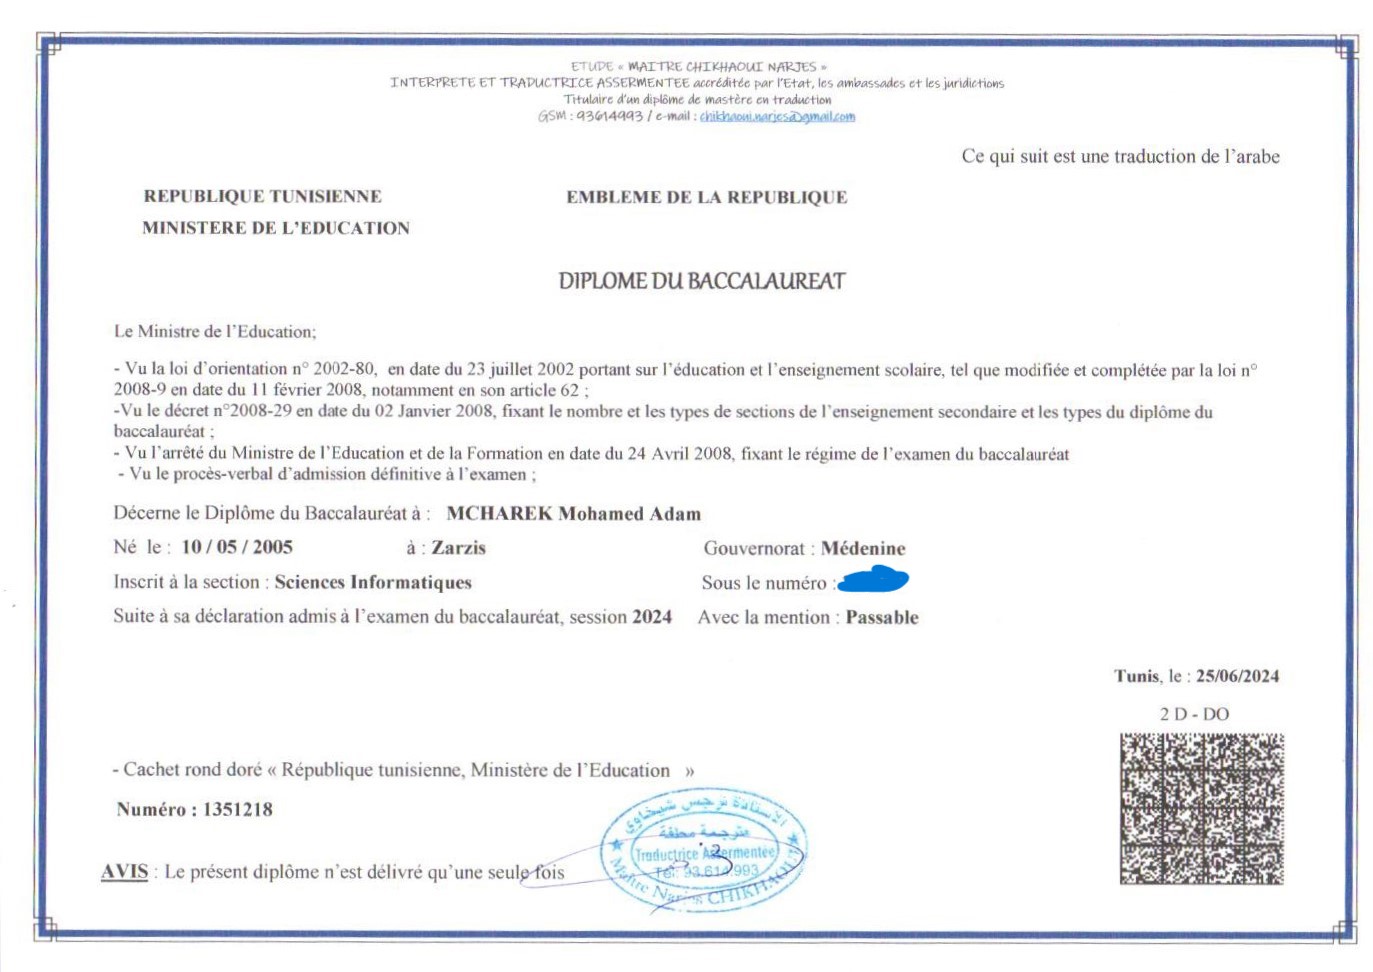 ETUDE « MAITRE CHIKHAOUI NARJES »
INTERPRETE ET TRADUCTRICE ASSERMENTEE accréditée par l'Etat, les ambassades et les juridictions
Titulaire d'un diplôme de mastère en traduction
GSM : 93614993 / e-mail : chikhaoui.narjes@gmail.com
Ce qui suit est une traduction de l'arabe
REPUBLIQUE TUNISIENNE
EMBLEME DE LA REPUBLIQUE
MINISTERE DE L'EDUCATION
DIPLOME DU BACCALAUREAT
Le Ministre de l'Education;
- Vu la loi d'orientation n° 2002-80, en date du 23 juillet 2002 portant sur l'éducation et l'enseignement scolaire, tel que modifiée et complétée par la loi n°
2008-9 en date du 11 février 2008, notamment en son article 62 ;
-Vu le décret n°2008-29 en date du 02 Janvier 2008, fixant le nombre et les types de sections de l'enseignement secondaire et les types du diplôme du
baccalauréat ;
- Vu l'arrêté du Ministre de l'Education et de la Formation en date du 24 Avril 2008, fixant le régime de l'examen du baccalauréat
- Vu le procès-verbal d'admission définitive à l'examen ;
Décerne le Diplôme du Baccalauréat à : MCHAREK Mohamed Adam
Né le : 10 / 05 / 2005 à : Zarzis Gouvernorat : Médenine
Inscrit à la section : Sciences Informatiques Sous le numéro :
Suite à sa déclaration admis à l'examen du baccalauréat, session 2024 Avec la mention : Passable
Tunis, le : 25/06/2024
2 D - DO
- Cachet rond doré « République tunisienne, Ministère de l'Education »
Numéro : 1351218
الأستاذة نرجس شيخاوي
مترجمة محلفة
Traductrice Assermentée
Tél: 93.614.993
Maître Narjes CHIKHAOUI
AVIS : Le présent diplôme n'est délivré qu'une seule fois